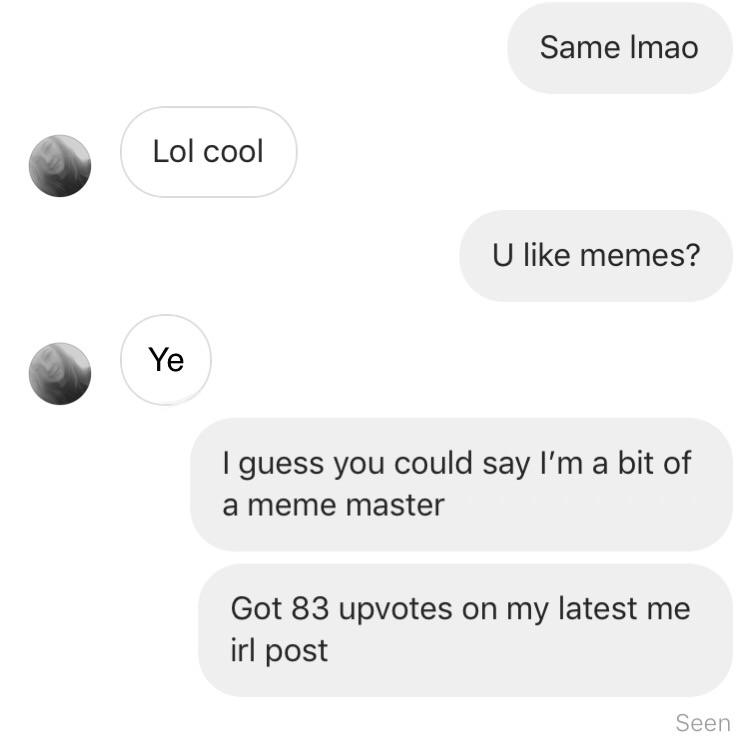 Same lmao
Lol cool
U like memes?
Ye
I guess you could say I’m a bit of
a meme master
Got 83 upvotes on my latest me
irl post
Seen